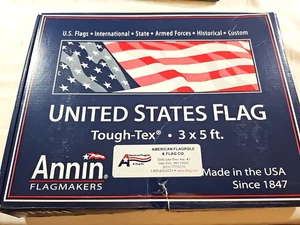 U.S. Flags • International • State • Armed Forces • Historical • Custom
UNITED STATES FLAG
Tough-Tex® • 3 x 5 ft.
AMERICAN FLAGPOLE
& FLAG CO.
Annin®
FLAGMAKERS
Made in the USA
Since 1847